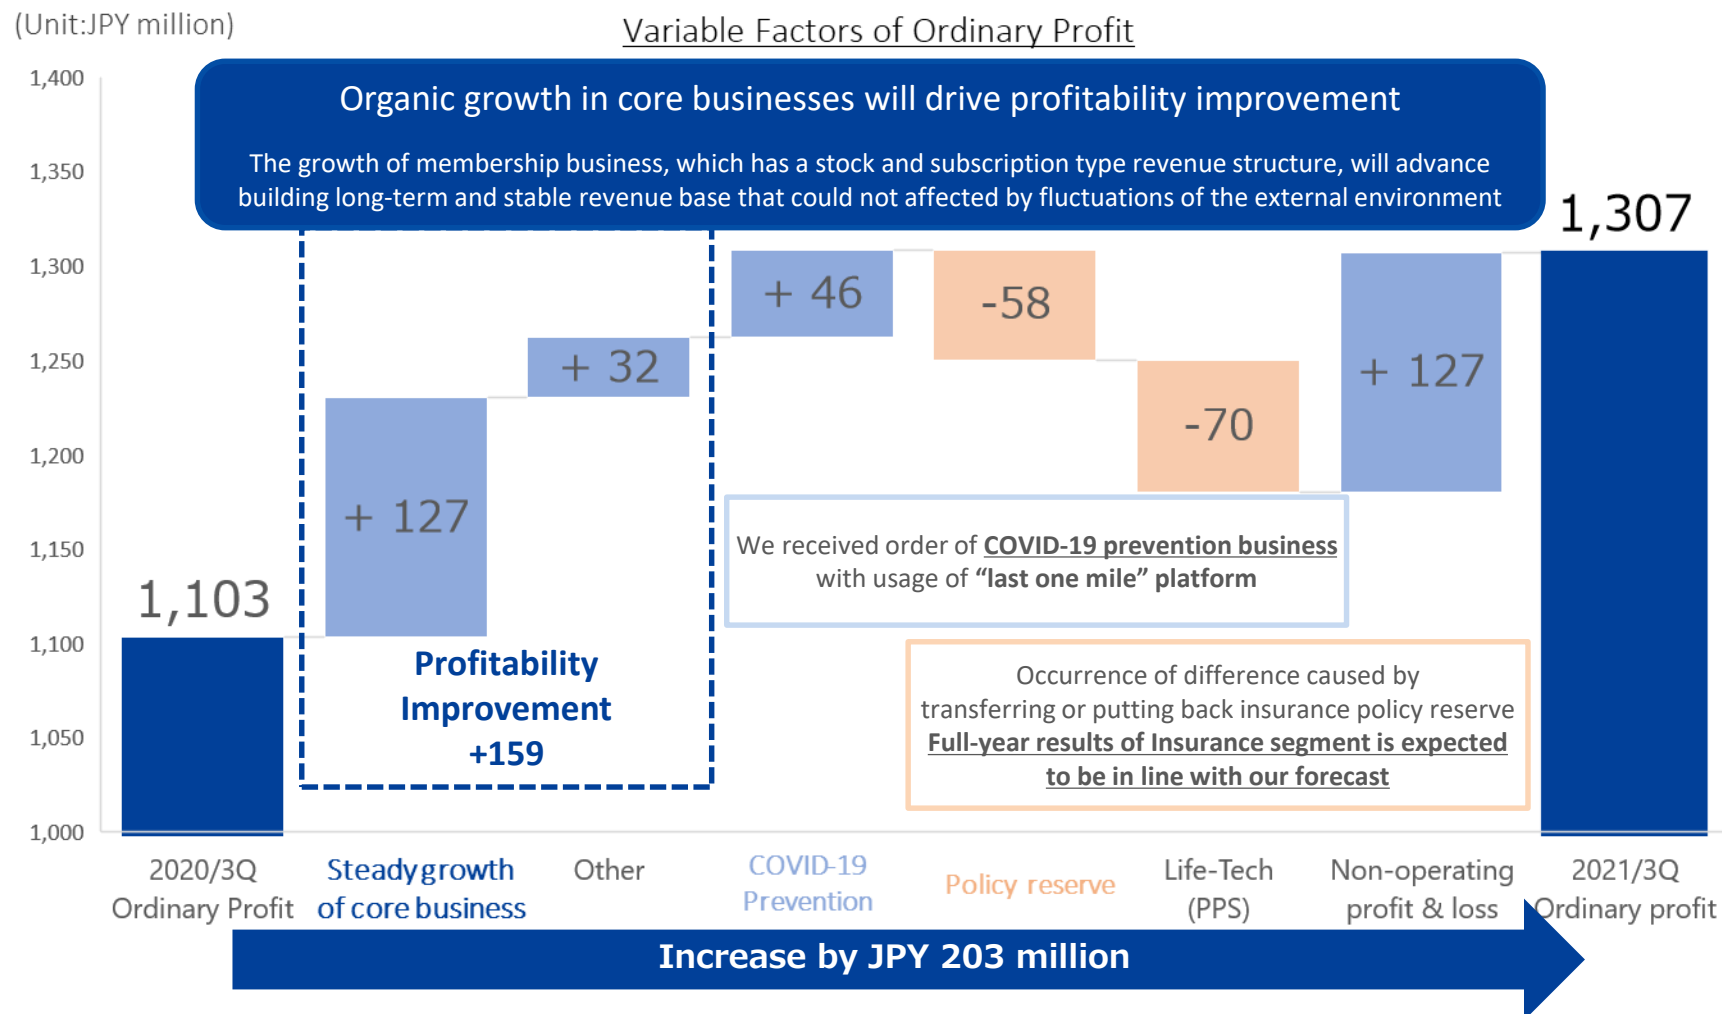 (Unit:JPY million)
Variable Factors of Ordinary Profit
Organic growth in core businesses will drive profitability improvement
The growth of membership business, which has a stock and subscription type revenue structure, will advance
building long-term and stable revenue base that could not affected by fluctuations of the external environment
1,400
1,350
1,300
1,250
1,200
1,150
1,100
1,050
1,000
1,103
+ 127
+ 32
+ 46
-58
-70
+ 127
1,307
Profitability
Improvement
+159
We received order of COVID-19 prevention business
with usage of “last one mile” platform
Occurrence of difference caused by
transferring or putting back insurance policy reserve
Full-year results of Insurance segment is expected
to be in line with our forecast
2020/3Q
Ordinary Profit
Steady growth
of core business
Other
COVID-19
Prevention
Policy reserve
Life-Tech
(PPS)
Non-operating
profit & loss
2021/3Q
Ordinary profit
Increase by JPY 203 million